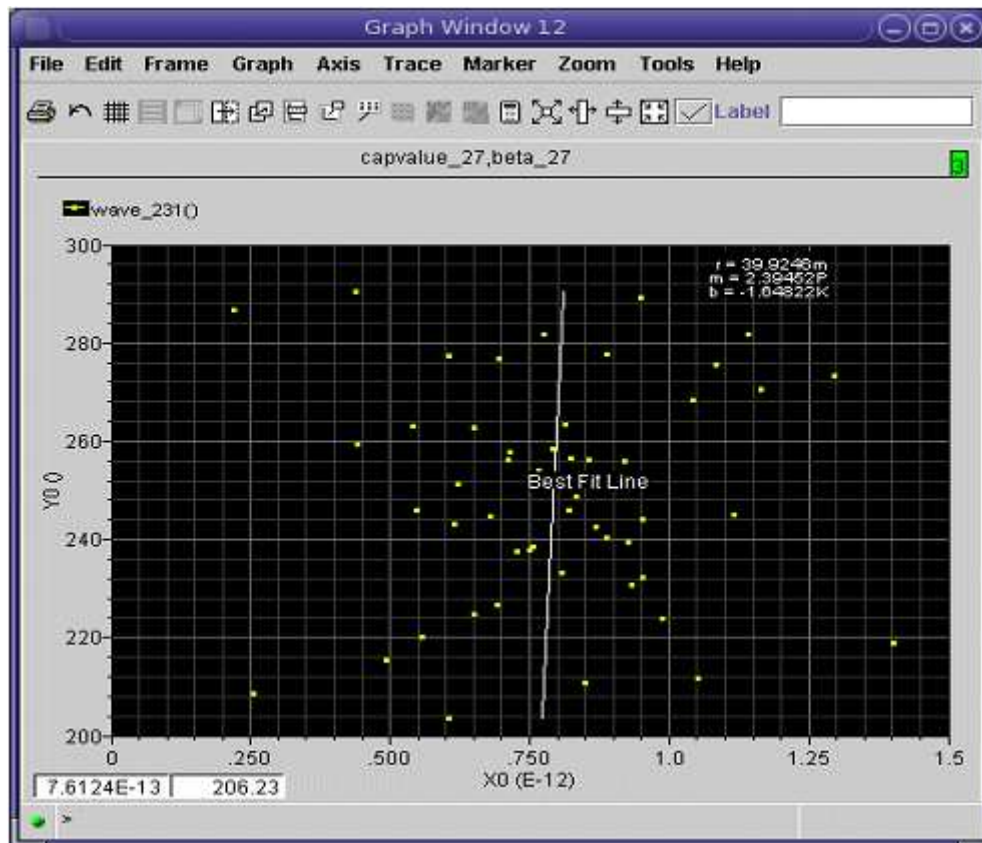 Graph Window 12
File Edit Frame Graph Axis Trace Marker Zoom Tools Help
Label
capvalue_27,beta_27
3
wave_231()
r = 39.9246m
m = 2.39452P
b = -1.64822K
300
280
260
240
220
200
Y0 ()
Best Fit Line
0 .250 .500 .750 1.0 1.25 1.5
X0 (E-12)
7.6124E-13 206.23
>